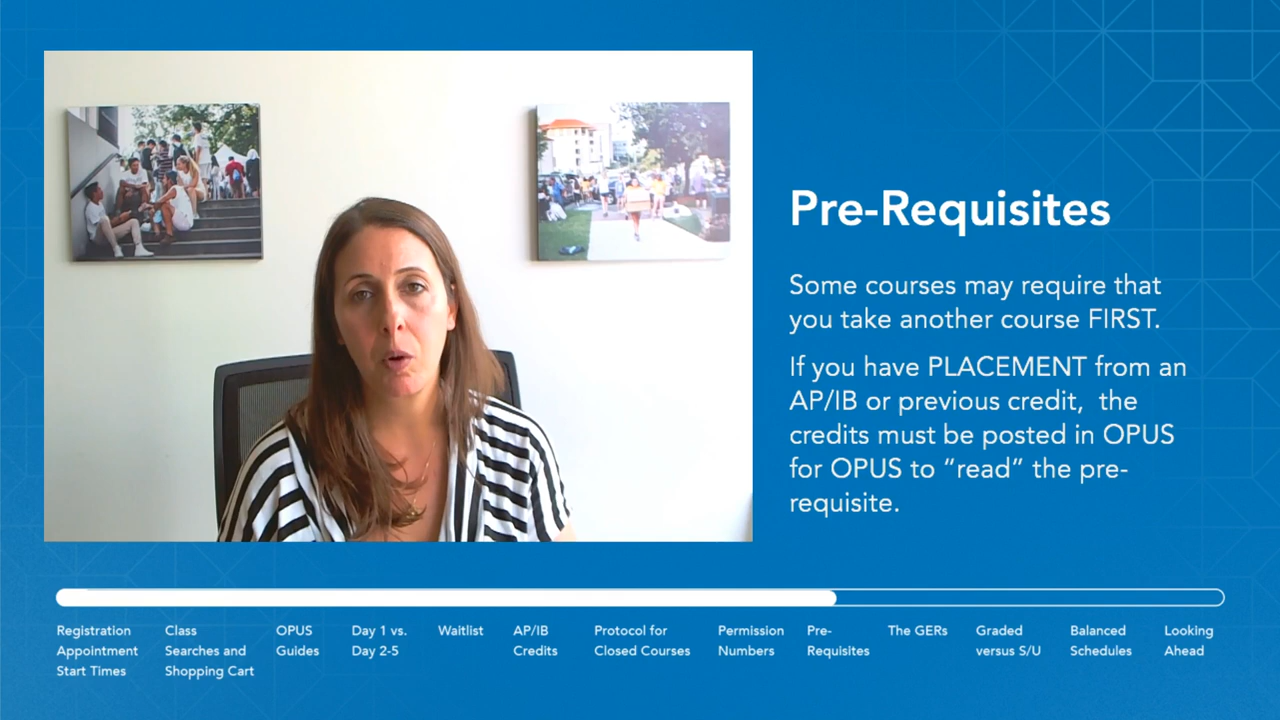 Pre-Requisites
Some courses may require that
you take another course FIRST.
If you have PLACEMENT from an
AP/IB or previous credit,  the
credits must be posted in OPUS
for OPUS to “read” the pre-
requisite.
Registration
Appointment
Start Times
Class
Searches and
Shopping Cart
OPUS
Guides
Day 1 vs.
Day 2-5
Waitlist
AP/IB
Credits
Protocol for
Closed Courses
Permission
Numbers
Pre-
Requisites
The GERs
Graded
versus S/U
Balanced
Schedules
Looking
Ahead